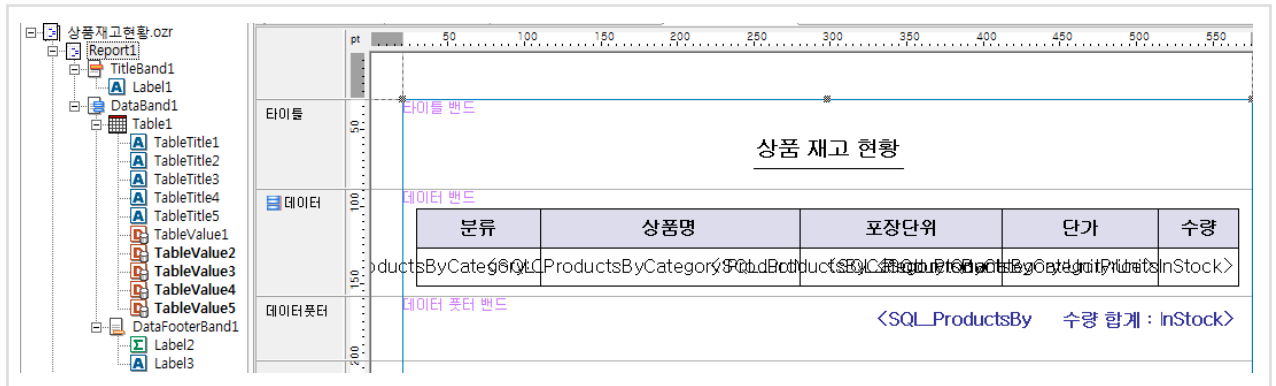 상품재고현황.ozr
Report1
TitleBand1
Label1
DataBand1
Table1
TableTitle1
TableTitle2
TableTitle3
TableTitle4
TableTitle5
TableValue1
TableValue2
TableValue3
TableValue4
TableValue5
DataFooterBand1
Label2
Label3
pt 50 100 150 200 250 300 350 400 450 500 550
타이틀 50 타이틀 밴드
상품 재고 현황
데이터 100 데이터 밴드
분류 상품명 포장단위 단가 수량
150 ProductsByCategory InStock>
데이터풋터 데이터 풋터 밴드
<SQL_ProductsBy 수량 합계 : InStock>
200